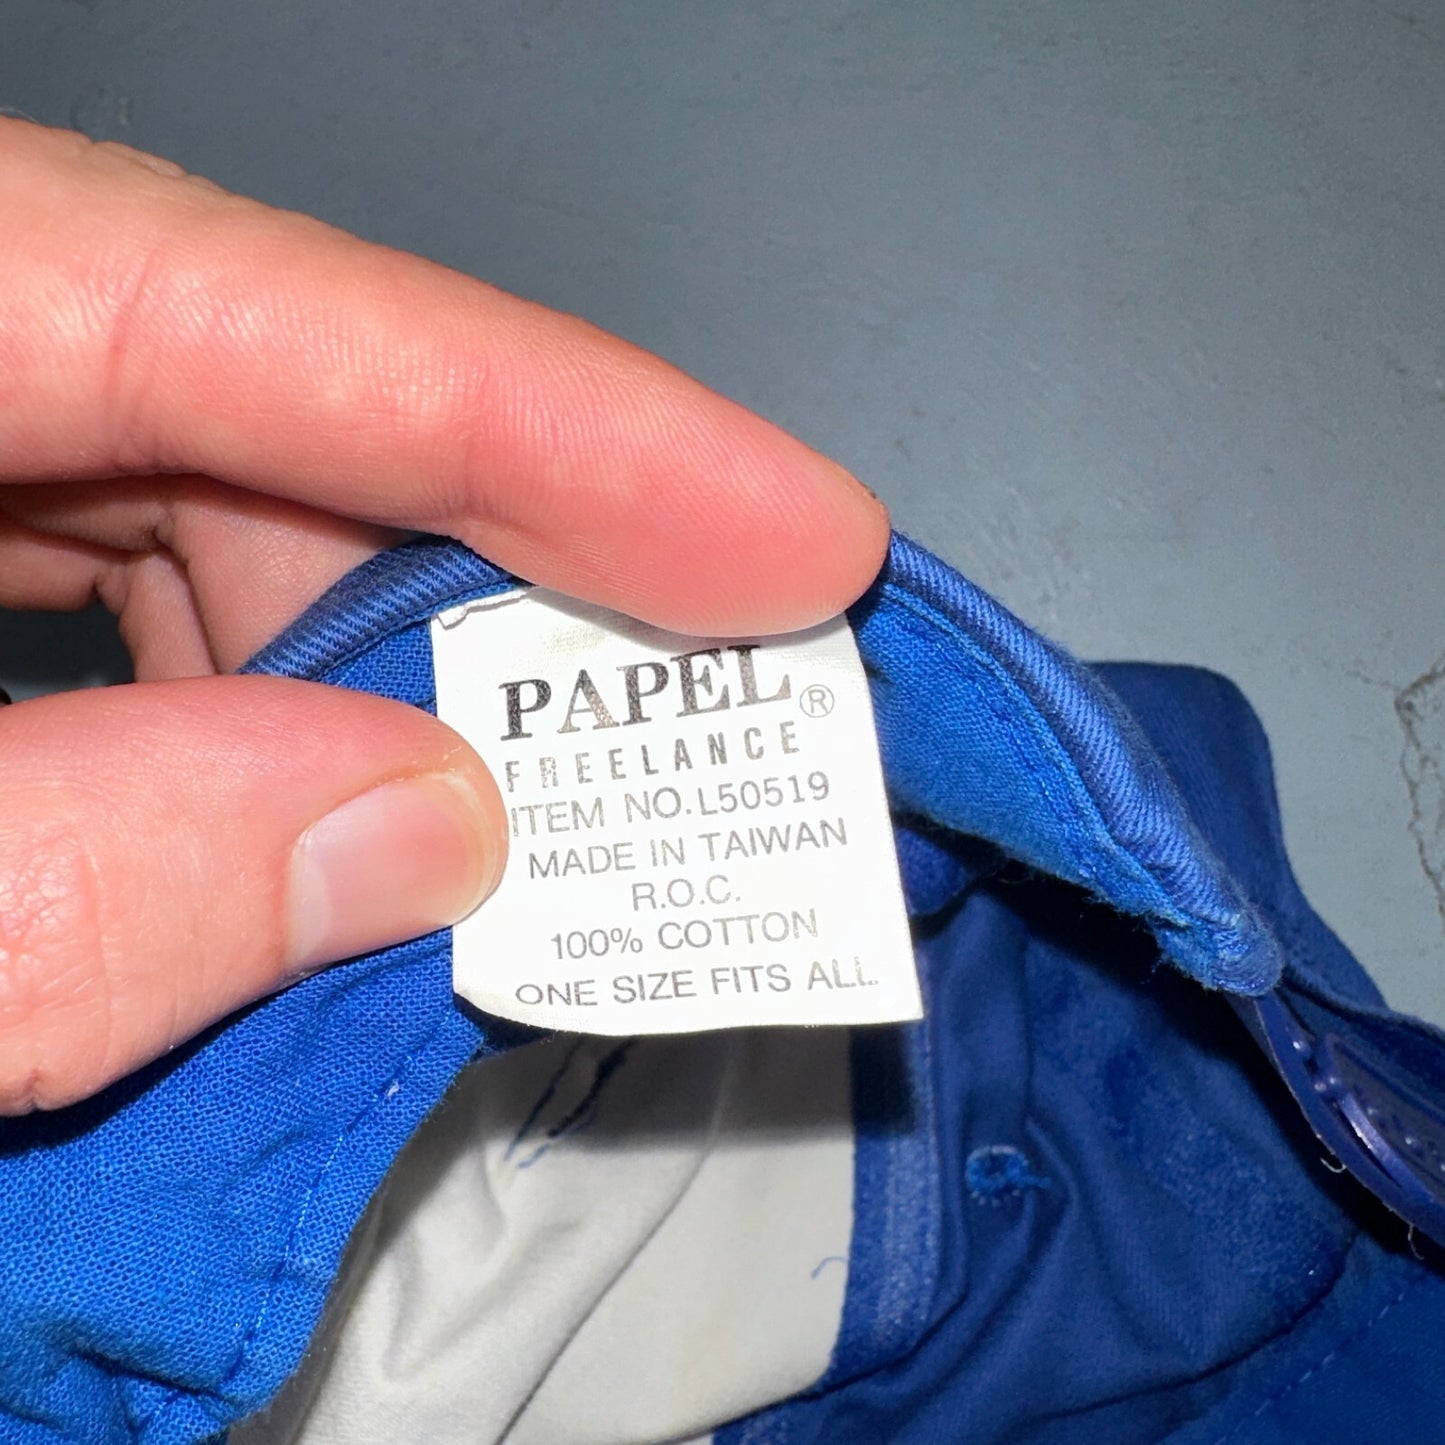 PAPEL®
FREELANCE
ITEM NO. L50519
MADE IN TAIWAN
R.O.C.
100% COTTON
ONE SIZE FITS ALL